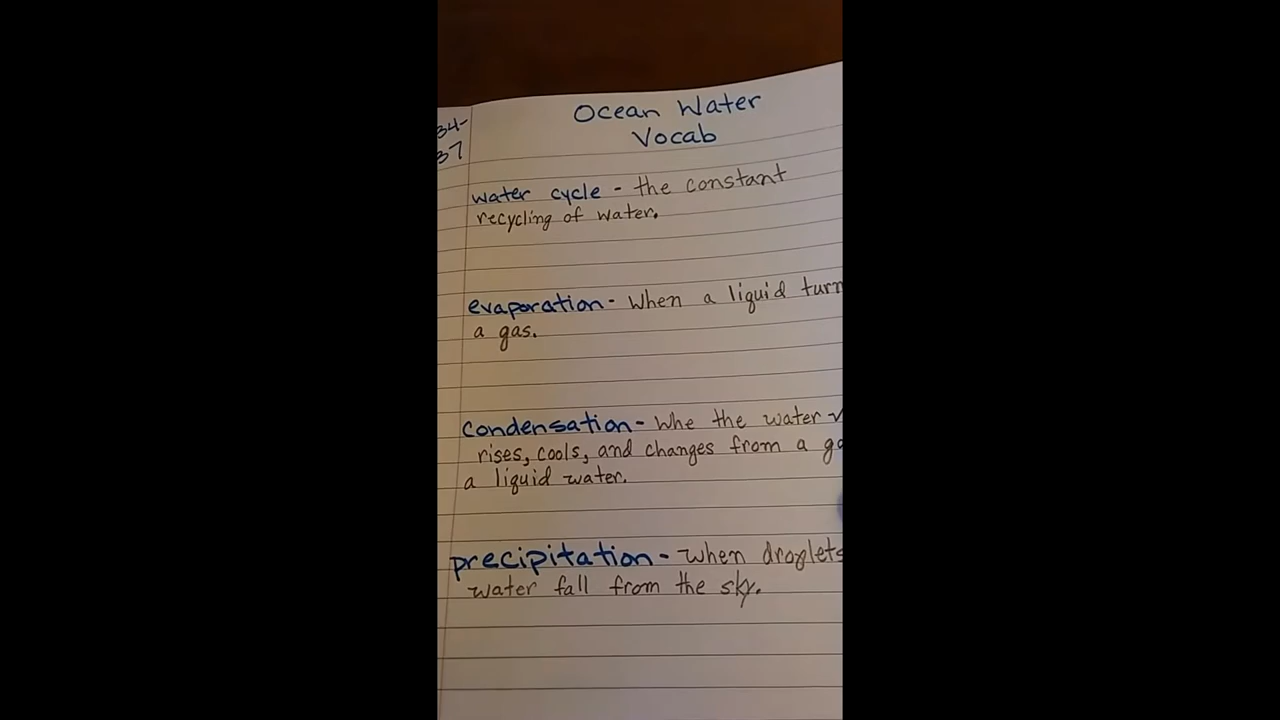 Ocean Water
Vocab
34-
37
water cycle - the constant
recycling of water.
evaporation - When a liquid turn
a gas.
condensation - Whe the water v
rises, cools, and changes from a ga
a liquid water.
precipitation - when droplets
water fall from the sky.